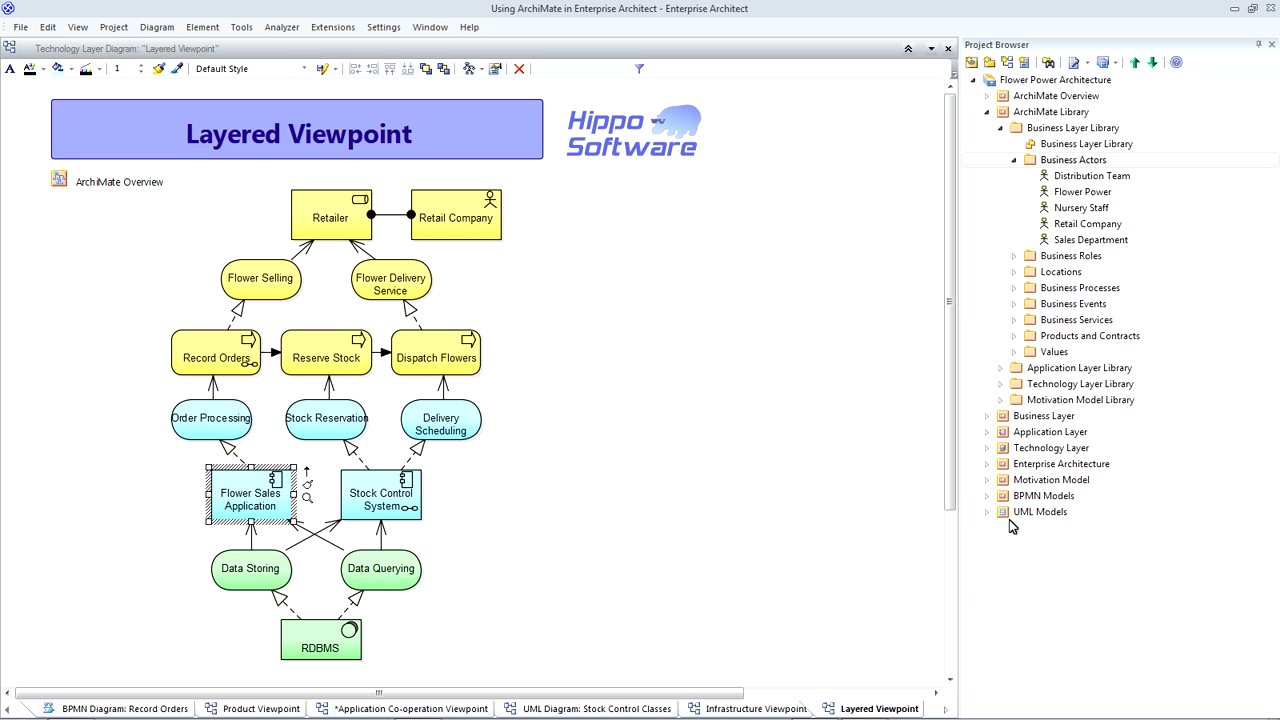 Using ArchiMate in Enterprise Architect - Enterprise Architect
File Edit View Project Diagram Element Tools Analyzer Extensions Settings Window Help
Technology Layer Diagram: "Layered Viewpoint"
A A 1 Default Style
Layered Viewpoint
Hippo
Software
ArchiMate Overview
Retailer
Retail Company
Flower Selling
Flower Delivery
Service
Record Orders
Reserve Stock
Dispatch Flowers
Order Processing
Stock Reservation
Delivery
Scheduling
Flower Sales
Application
Stock Control
System
Data Storing
Data Querying
RDBMS
BPMN Diagram: Record Orders
Product Viewpoint
*Application Co-operation Viewpoint
UML Diagram: Stock Control Classes
Infrastructure Viewpoint
Layered Viewpoint
Project Browser
Flower Power Architecture
ArchiMate Overview
ArchiMate Library
Business Layer Library
Business Layer Library
Business Actors
Distribution Team
Flower Power
Nursery Staff
Retail Company
Sales Department
Business Roles
Locations
Business Processes
Business Events
Business Services
Products and Contracts
Values
Application Layer Library
Technology Layer Library
Motivation Model Library
Business Layer
Application Layer
Technology Layer
Enterprise Architecture
Motivation Model
BPMN Models
UML Models